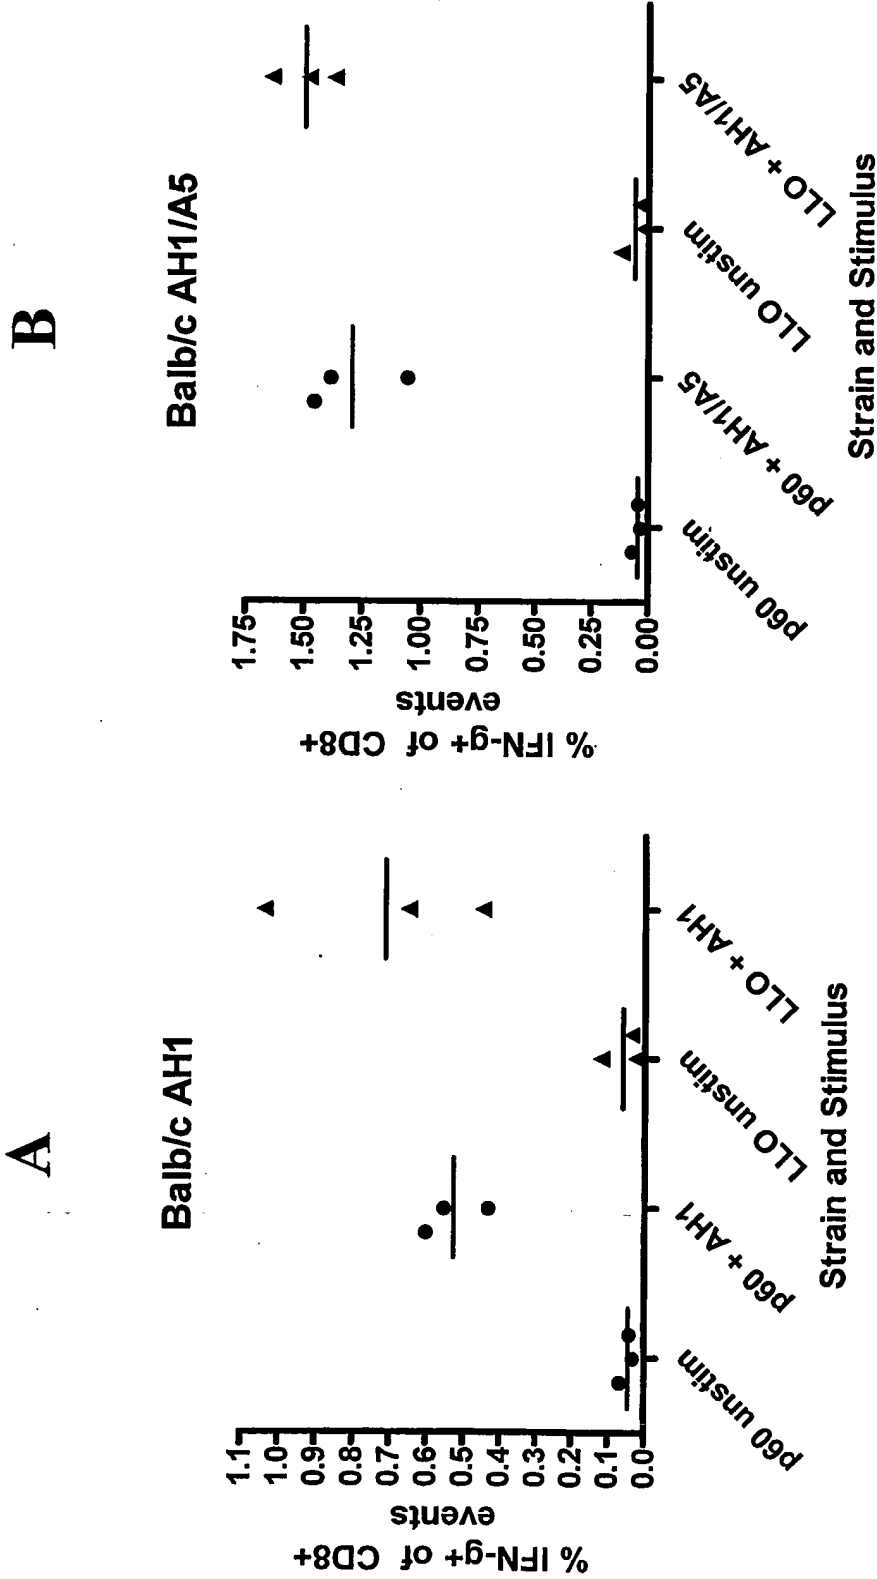 A
Balb/c AH1
% IFN-g+ of CD8+
events
1.1
1.0
0.9
0.8
0.7
0.6
0.5
0.4
0.3
0.2
0.1
0.0
p60 unstim
p60 + AH1
LLO unstim
LLO + AH1
Strain and Stimulus
B
Balb/c AH1/A5
% IFN-g+ of CD8+
events
1.75
1.50
1.25
1.00
0.75
0.50
0.25
0.00
p60 unstim
p60 + AH1/A5
LLO unstim
LLO + AH1/A5
Strain and Stimulus